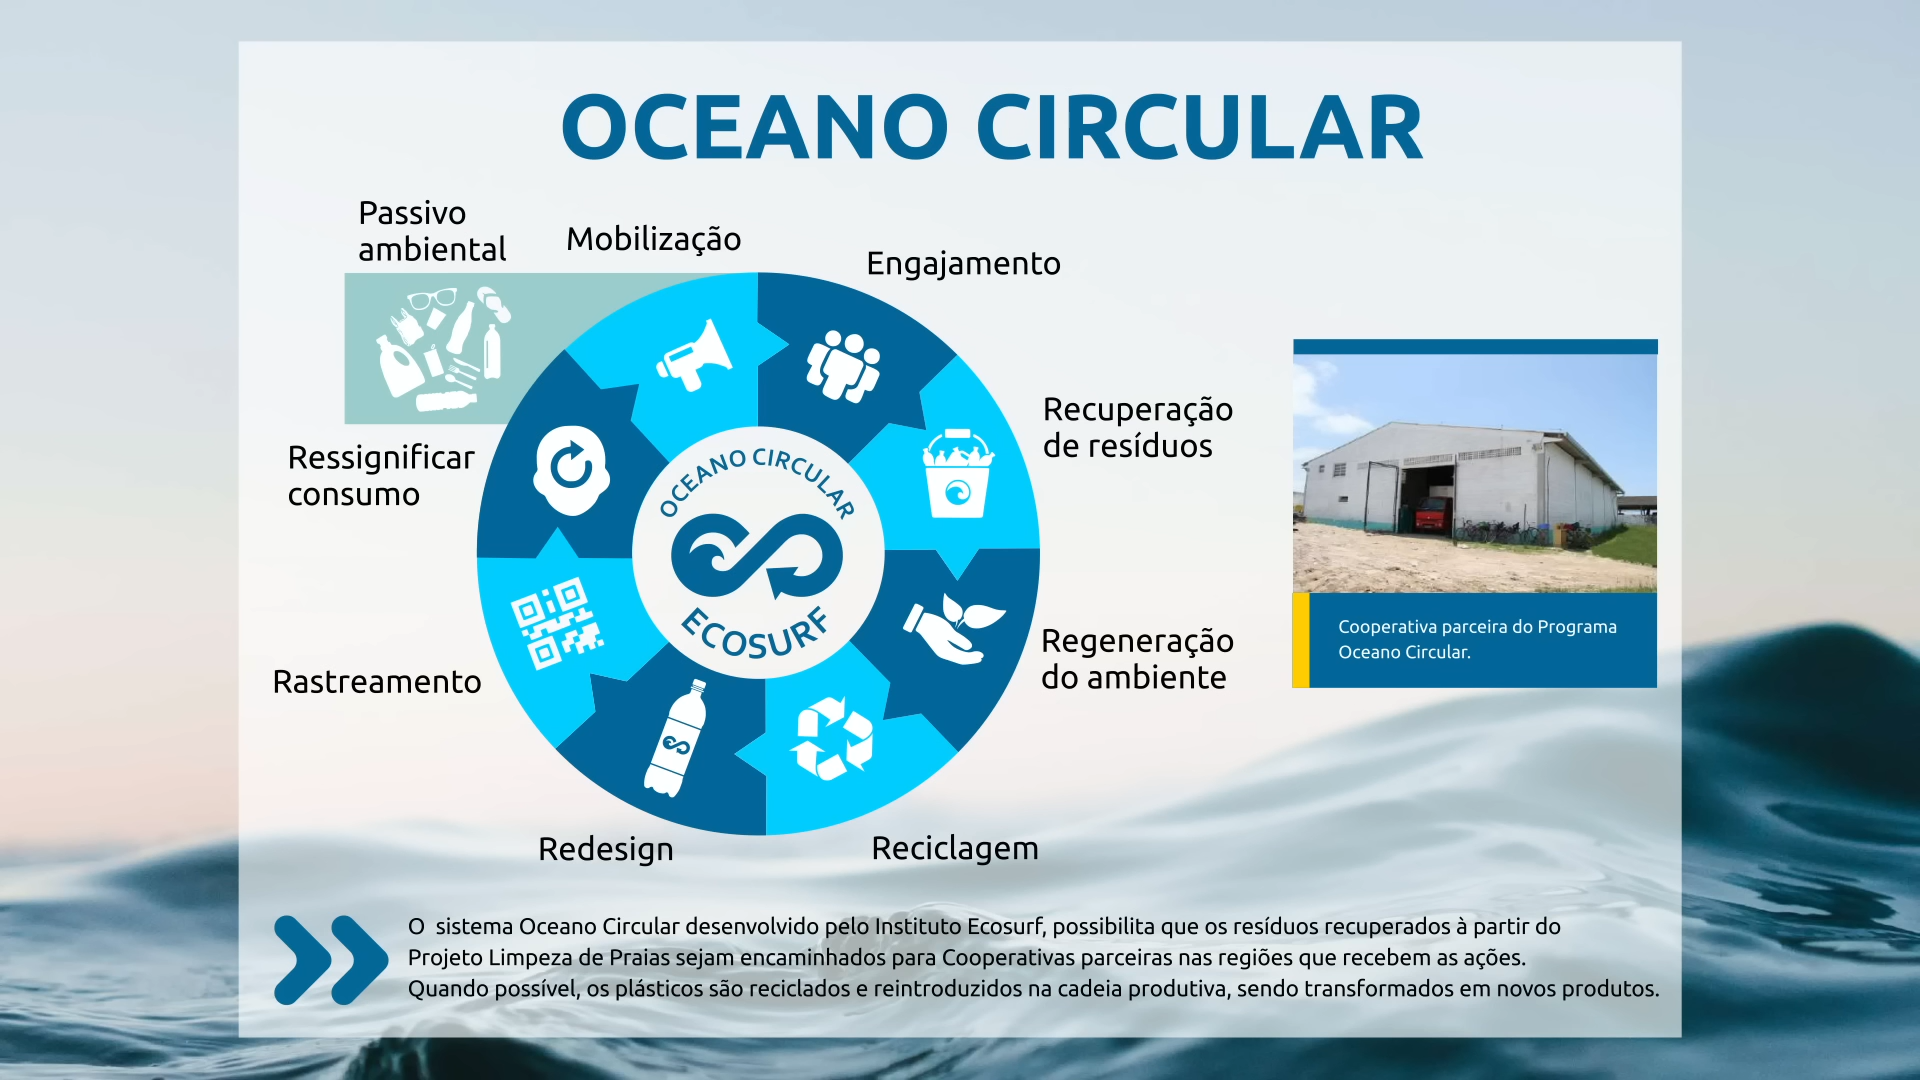 OCEANO CIRCULAR
Passivo
ambiental
Mobilização
Engajamento
Recuperação
de resíduos
Regeneração
do ambiente
Reciclagem
Redesign
Rastreamento
Ressignificar
consumo
OCEANO CIRCULAR
ECOSURF
Cooperativa parceira do Programa
Oceano Circular.
O sistema Oceano Circular desenvolvido pelo Instituto Ecosurf, possibilita que os resíduos recuperados à partir do
Projeto Limpeza de Praias sejam encaminhados para Cooperativas parceiras nas regiões que recebem as ações.
Quando possível, os plásticos são reciclados e reintroduzidos na cadeia produtiva, sendo transformados em novos produtos.